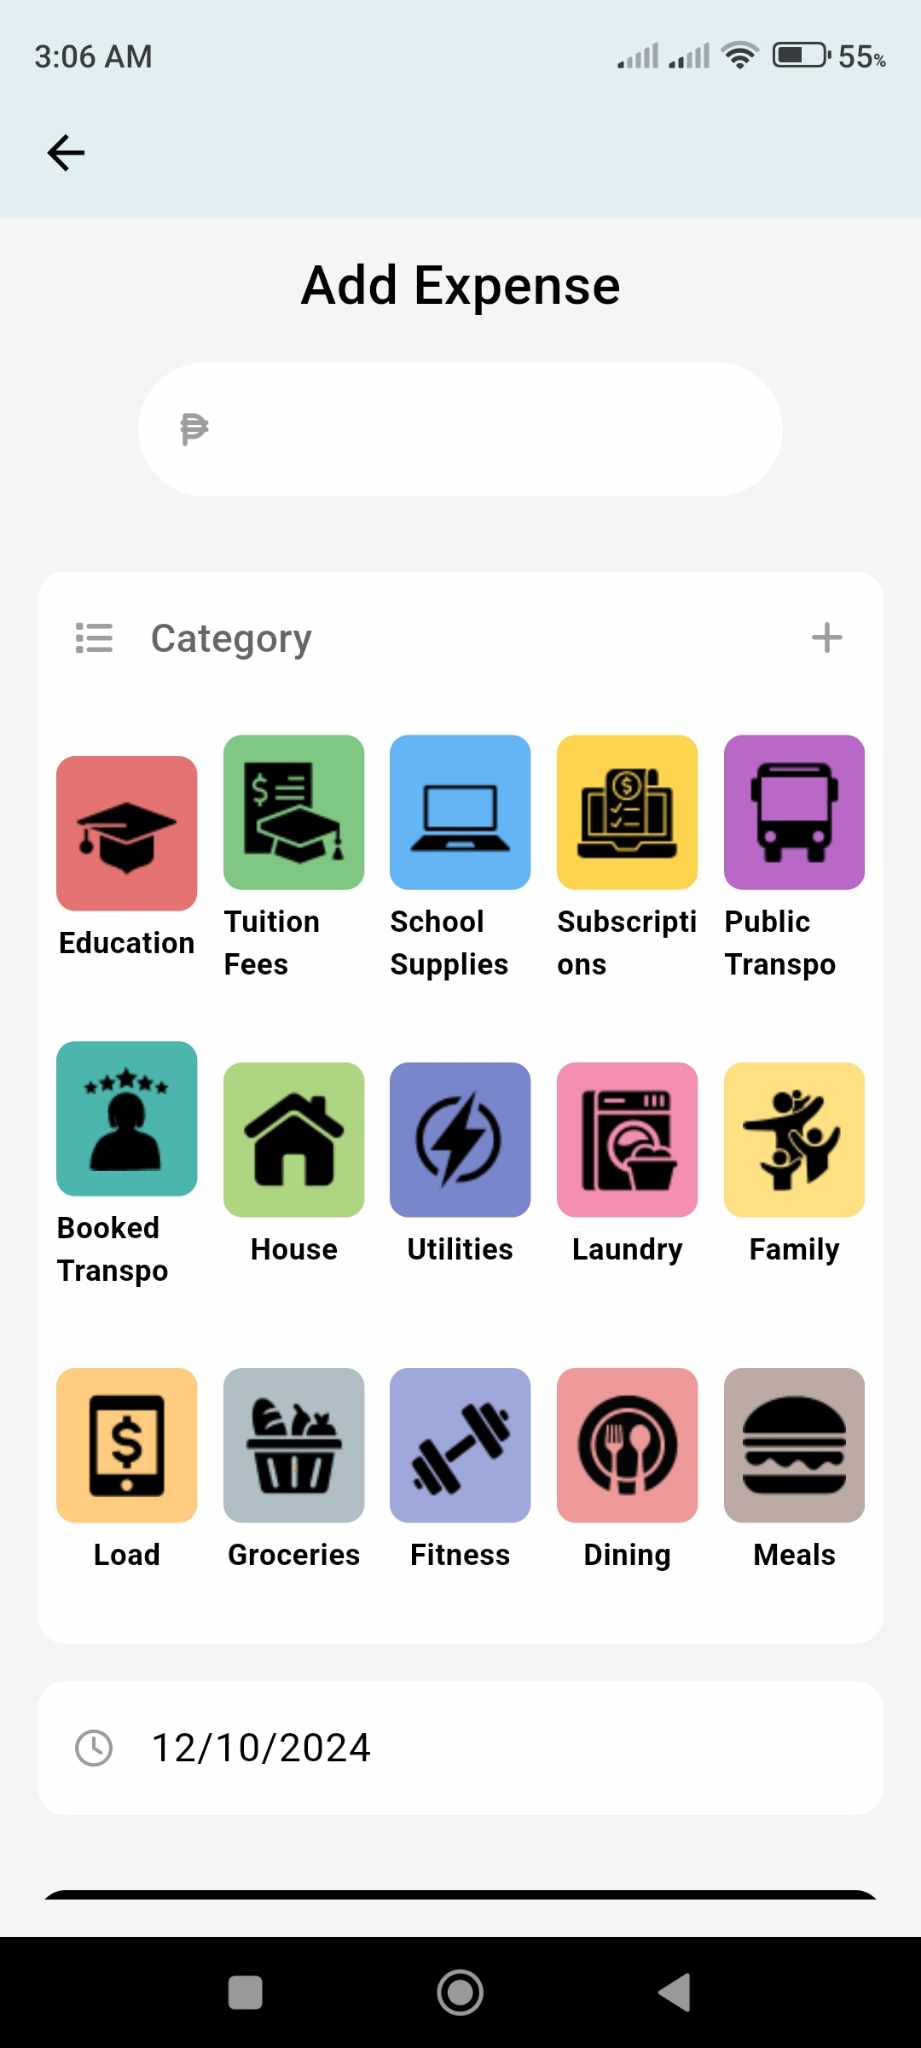 3:06 AM
55%
Add Expense
₱
Category
$
$
Education
Tuition
Fees
School
Supplies
Subscripti
ons
Public
Transpo
Booked
Transpo
House
Utilities
Laundry
Family
$
Load
Groceries
Fitness
Dining
Meals
12/10/2024